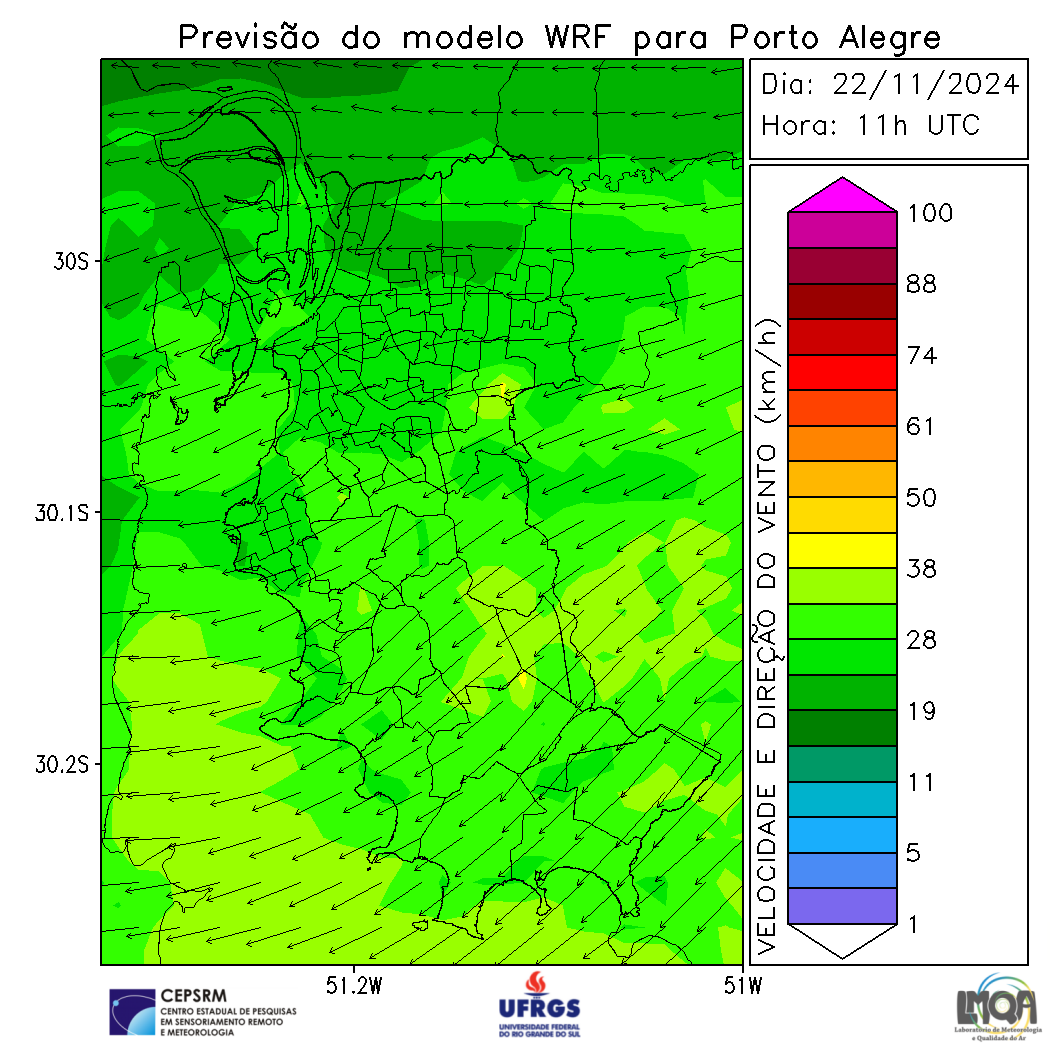 Previsão do modelo WRF para Porto Alegre
Dia: 22/11/2024
Hora: 11h UTC
30S
30.1S
30.2S
51.2W
51W
VELOCIDADE E DIREÇÃO DO VENTO (km/h)
100
88
74
61
50
38
28
19
11
5
1
CEPSRM
CENTRO ESTADUAL DE PESQUISAS
EM SENSORIAMENTO REMOTO
E METEOROLOGIA
UFRGS
UNIVERSIDADE FEDERAL
DO RIO GRANDE DO SUL
LMQA
Laboratório de Meteorologia
e Qualidade do Ar